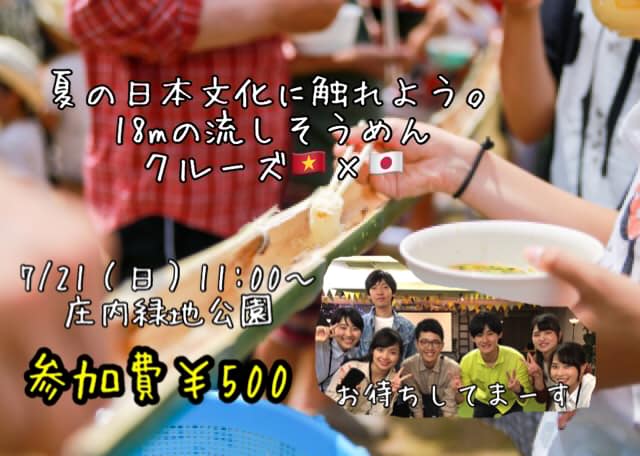 夏の日本文化に触れよう。
18mの流しそうめん
クルーズ🇻🇳×🇯🇵
7/21(日)11:00~
庄内緑地公園
参加費¥500
お待ちしてまーす!